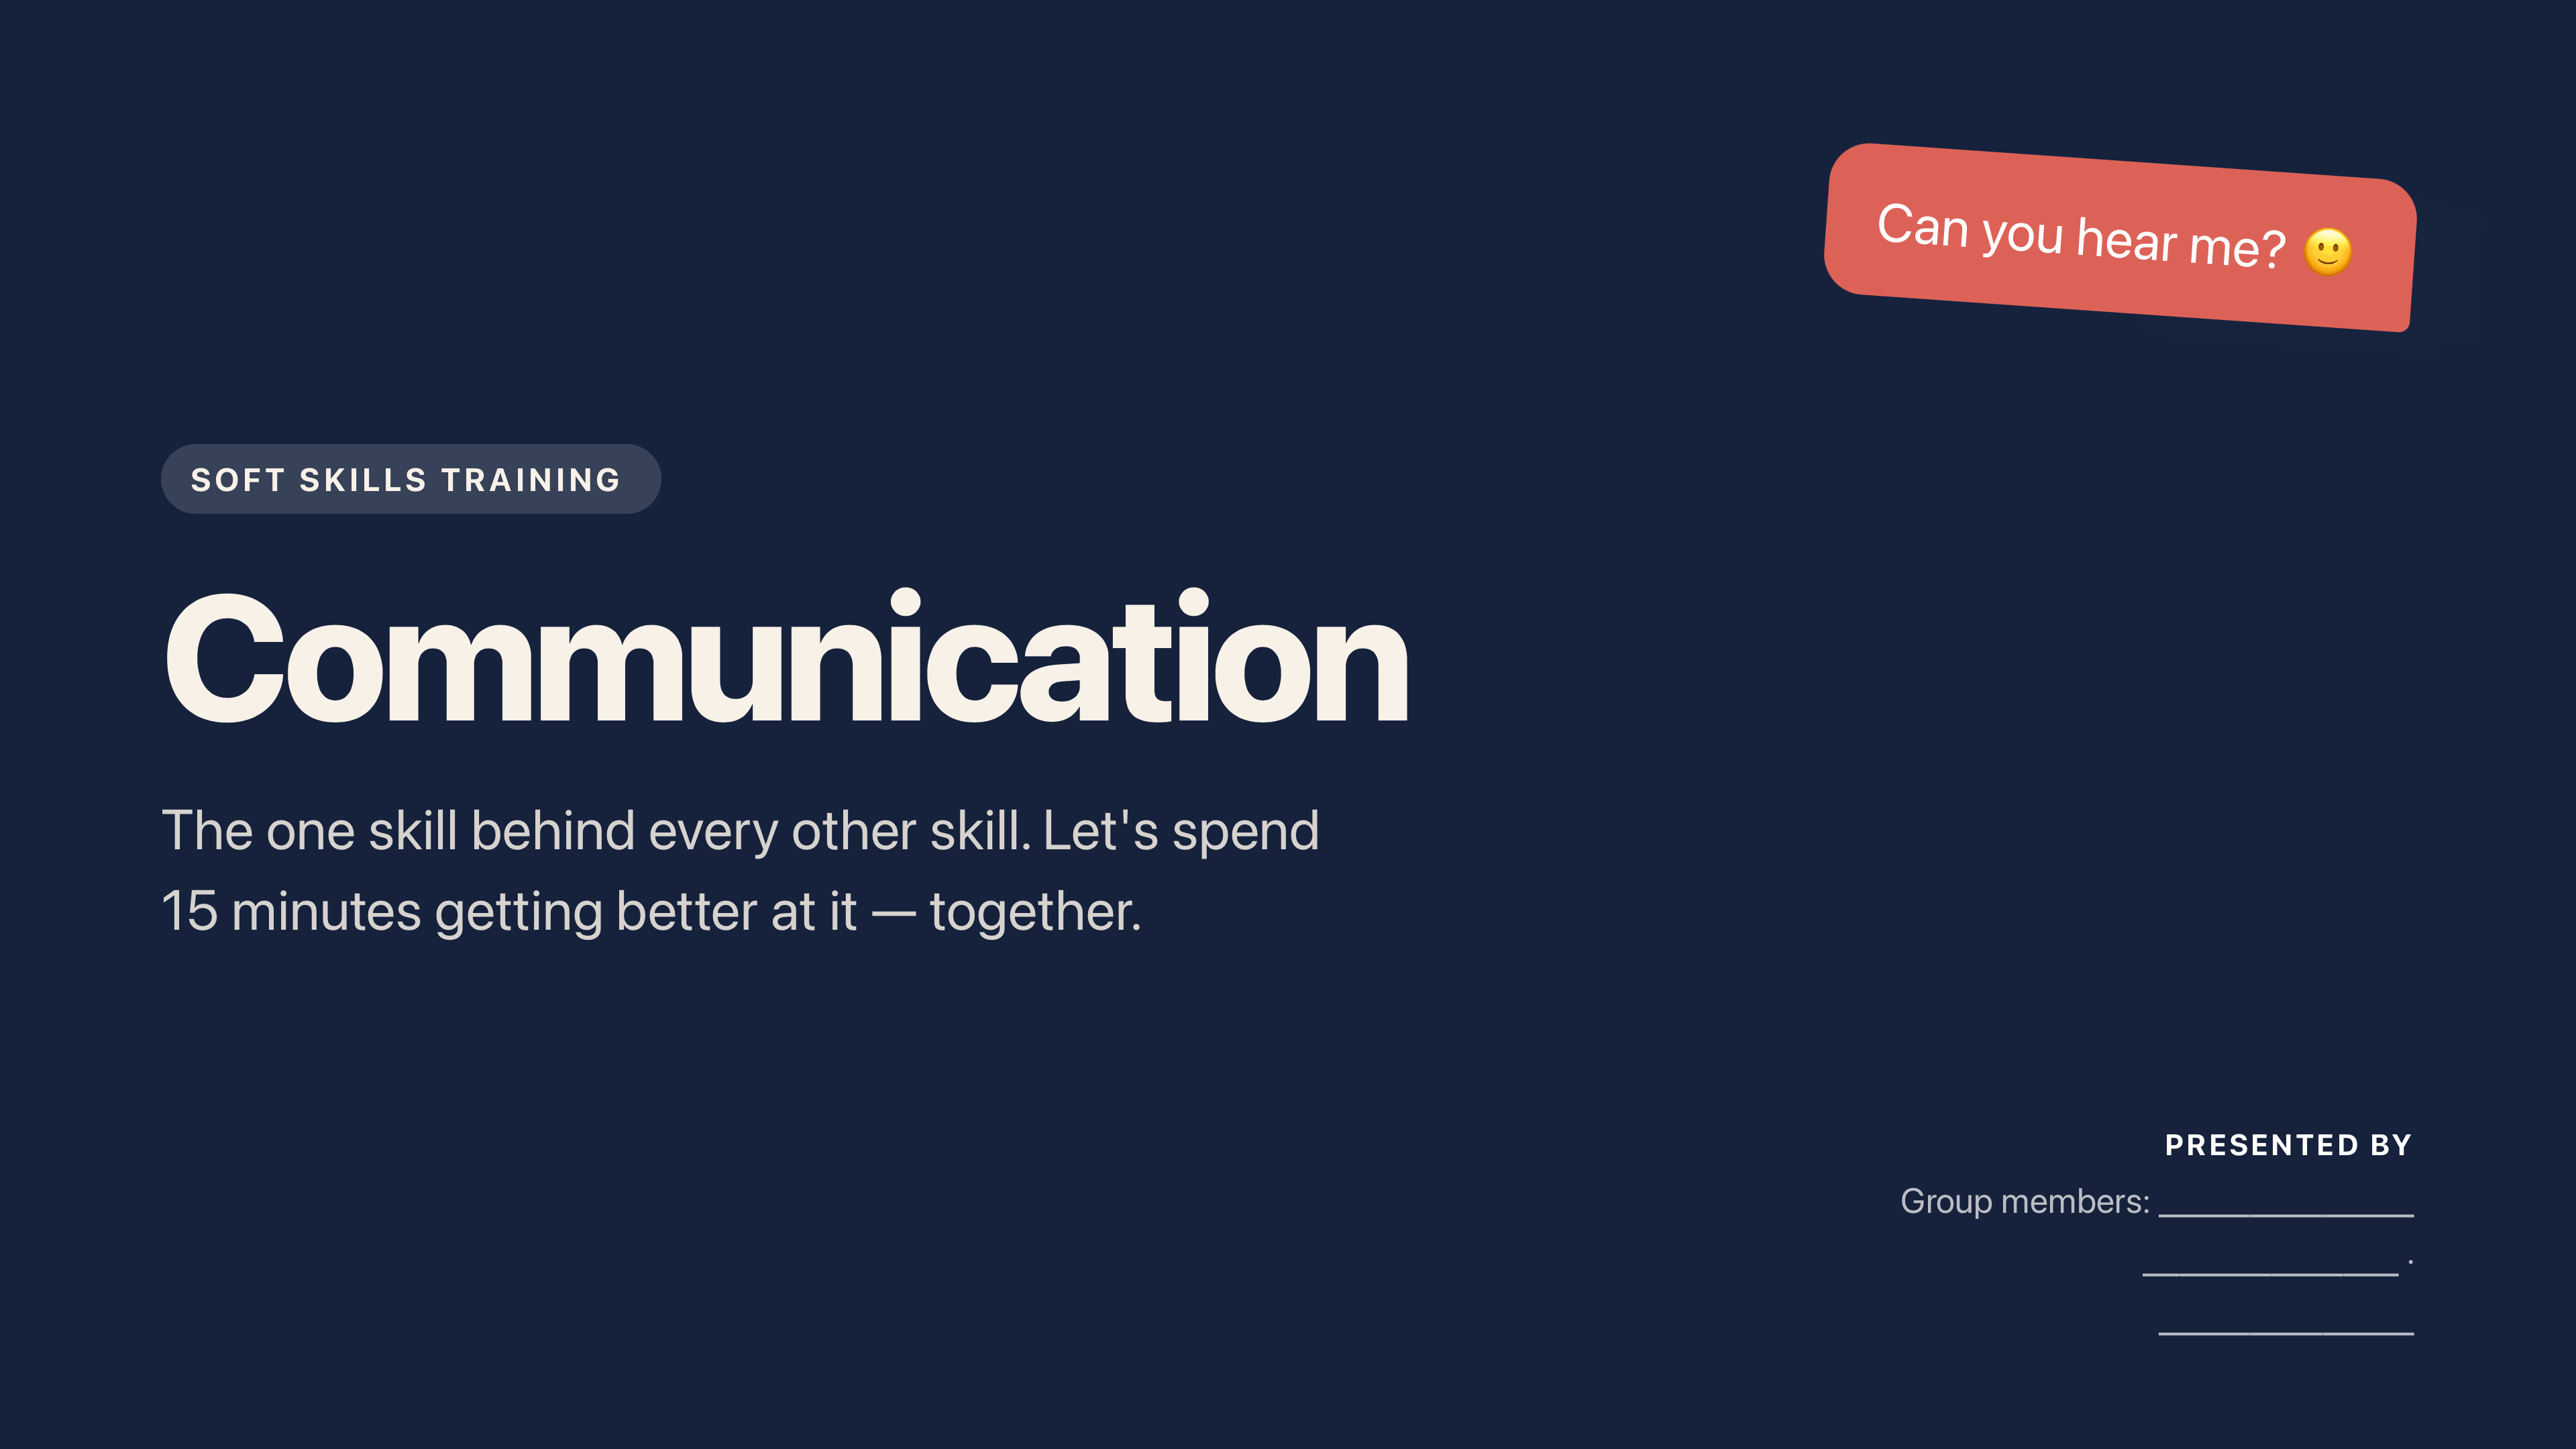 Can you hear me? 🙂
SOFT SKILLS TRAINING
Communication
The one skill behind every other skill. Let's spend
15 minutes getting better at it — together.
PRESENTED BY
Group members: ______________
______________ ·
______________